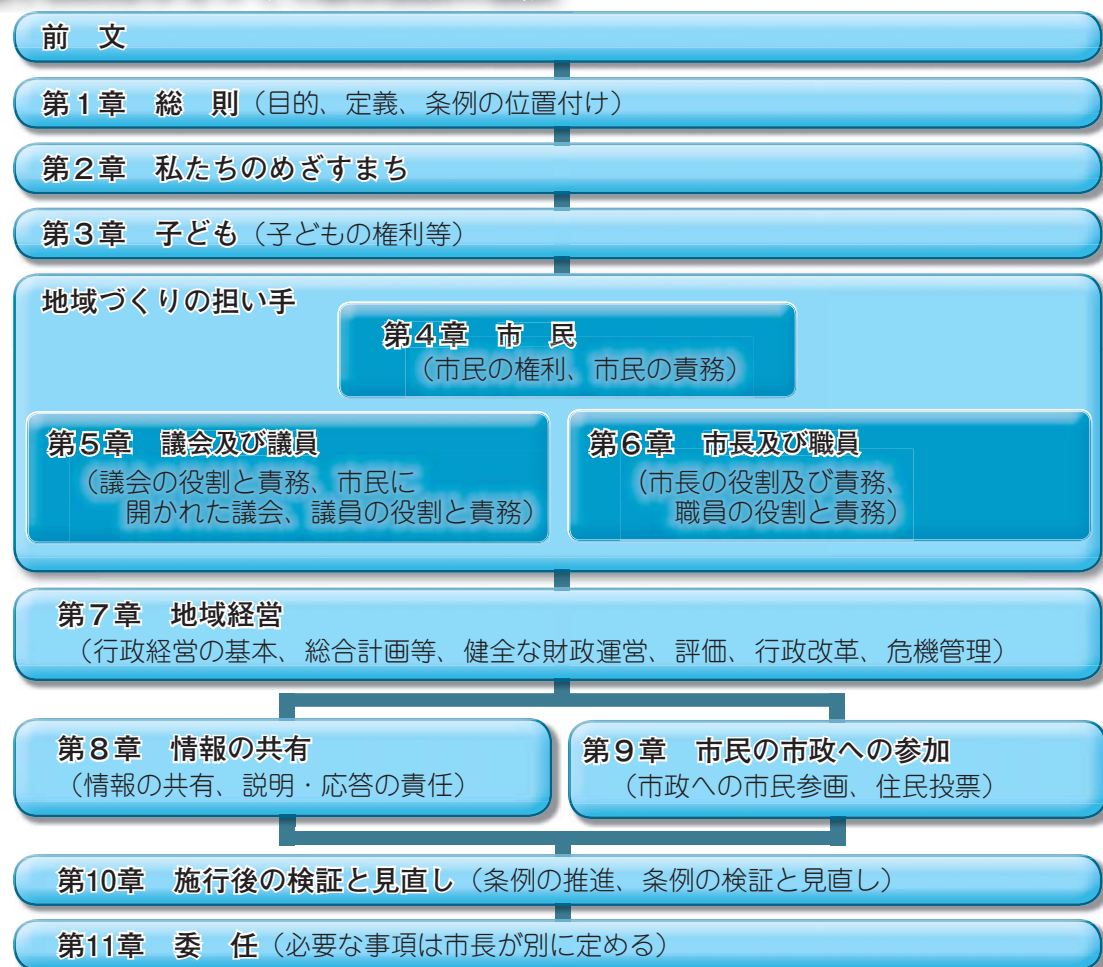 前　文
第1章　総　則（目的、定義、条例の位置付け）
第2章　私たちのめざすまち
第3章　子ども（子どもの権利等）
地域づくりの担い手
第4章　市　民
（市民の権利、市民の責務）
第5章　議会及び議員
（議会の役割と責務、市民に
開かれた議会、議員の役割と責務）
第6章　市長及び職員
（市長の役割及び責務、
職員の役割と責務）
第7章　地域経営
（行政経営の基本、総合計画等、健全な財政運営、評価、行政改革、危機管理）
第8章　情報の共有
（情報の共有、説明・応答の責任）
第9章　市民の市政への参加
（市政への市民参画、住民投票）
第10章　施行後の検証と見直し（条例の推進、条例の検証と見直し）
第11章　委　任（必要な事項は市長が別に定める）